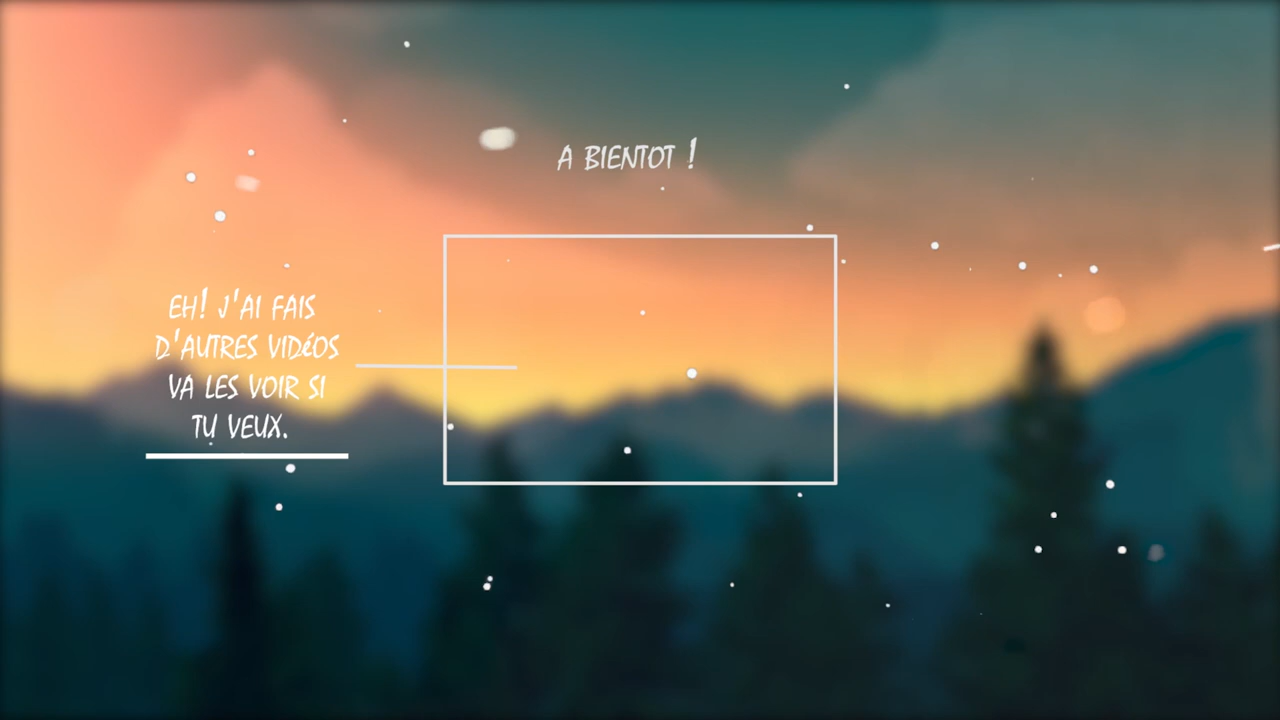 A BIENTOT !
EH! J'AI FAIS
D'AUTRES VIDéOS
VA LES VOIR SI
TU VEUX.